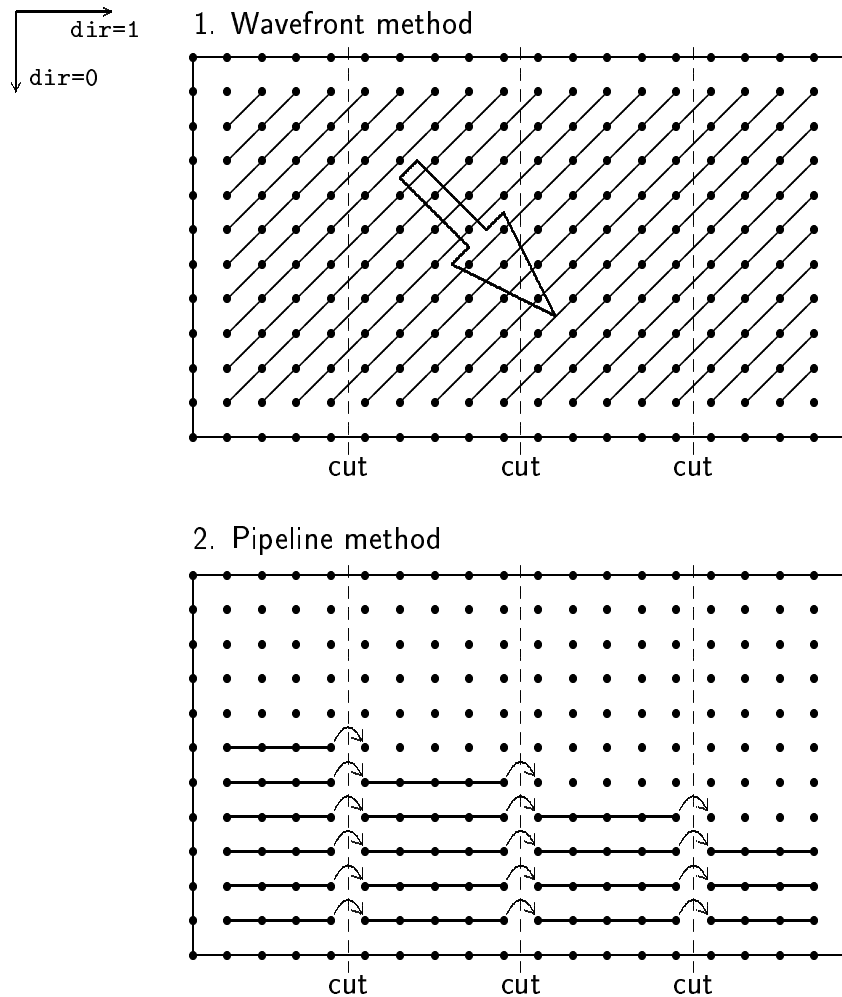 dir=1
dir=0
1. Wavefront method
cut cut cut
2. Pipeline method
cut cut cut